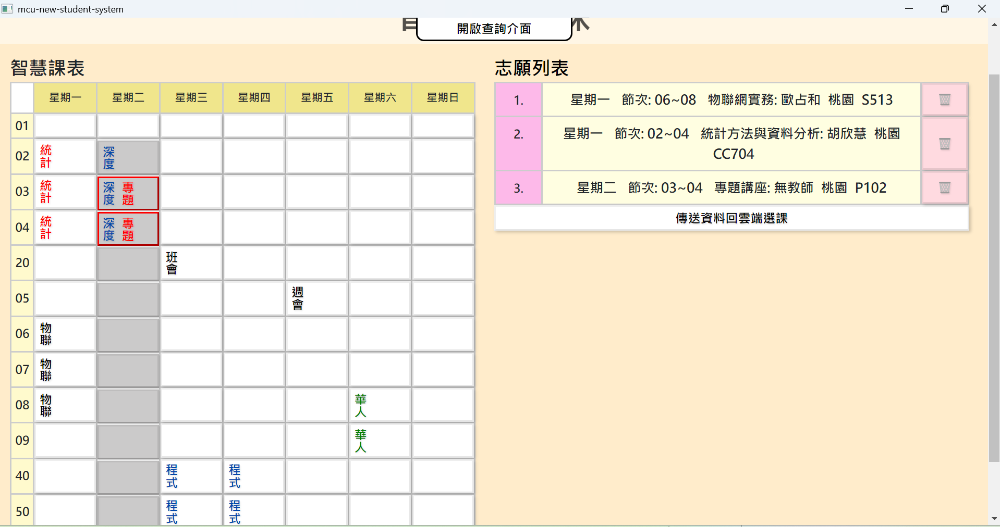 mcu-new-student-system
開啟查詢介面
智慧課表
星期一 星期二 星期三 星期四 星期五 星期六 星期日
01
02 統計 深度
03 統計 深度 專題
04 統計 深度 專題
20 班會
05 週會
06 物聯
07 物聯
08 物聯 華人
09 華人
40 程式 程式
50 程式 程式
志願列表
1. 星期一 節次: 06~08 物聯網實務: 歐占和 桃園 S513
2. 星期一 節次: 02~04 統計方法與資料分析: 胡欣慧 桃園
CC704
3. 星期二 節次: 03~04 專題講座: 無教師 桃園 P102
傳送資料回雲端選課